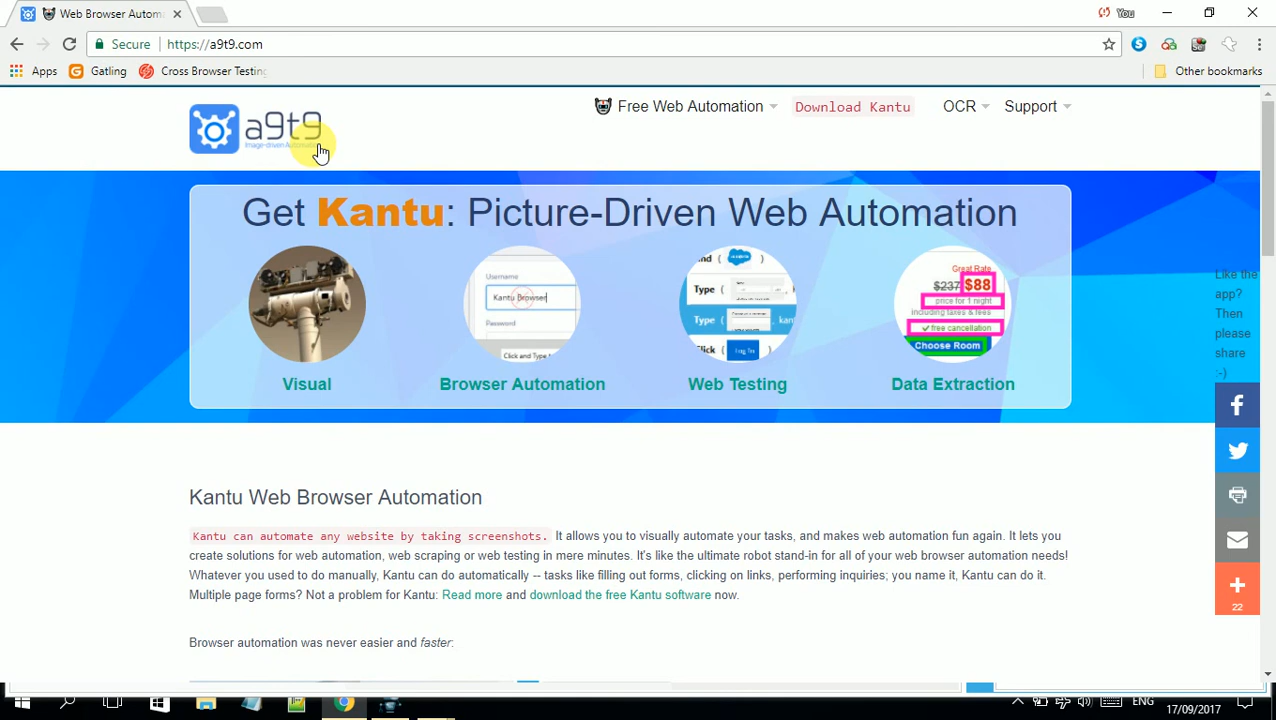 Web Browser Autom
You
Secure https://a9t9.com
Apps Gatling Cross Browser Testing Other bookmarks
a9t9
Image-driven Automation
Free Web Automation Download Kantu OCR Support
Get Kantu: Picture-Driven Web Automation
Username
Kantu Browser
Password
Click and Type to
Type
Type
Click
Log In
Great Rate
$237 $88
price for 1 night
including taxes & fees
✓ free cancellation
Choose Room
Visual Browser Automation Web Testing Data Extraction
Like the
app?
Then
please
share
:-)
22
Kantu Web Browser Automation
Kantu can automate any website by taking screenshots. It allows you to visually automate your tasks, and makes web automation fun again. It lets you
create solutions for web automation, web scraping or web testing in mere minutes. It's like the ultimate robot stand-in for all of your web browser automation needs!
Whatever you used to do manually, Kantu can do automatically -- tasks like filling out forms, clicking on links, performing inquiries; you name it, Kantu can do it.
Multiple page forms? Not a problem for Kantu: Read more and download the free Kantu software now.
Browser automation was never easier and faster:
ENG
17/09/2017